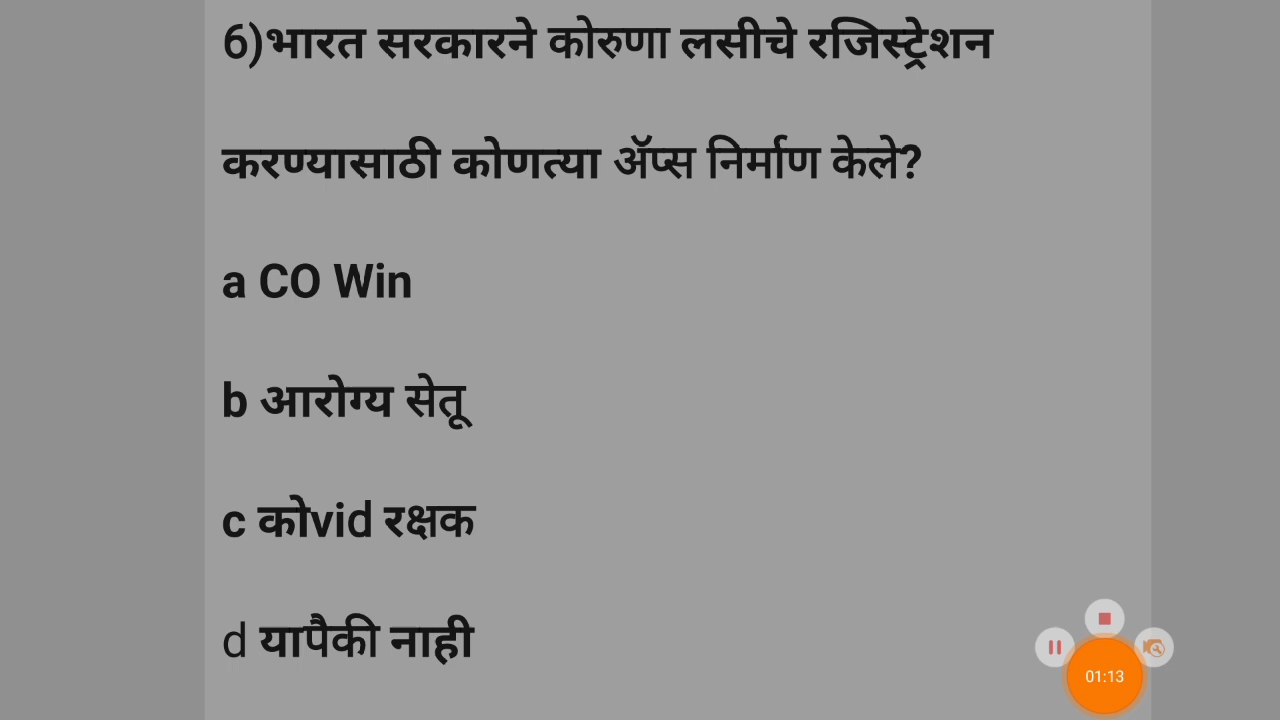 6)भारत सरकारने कोरुणा लसीचे रजिस्ट्रेशन
करण्यासाठी कोणत्या ॲप्स निर्माण केले?
a CO Win
b आरोग्य सेतू
c कोvid रक्षक
d यापैकी नाही
01:13